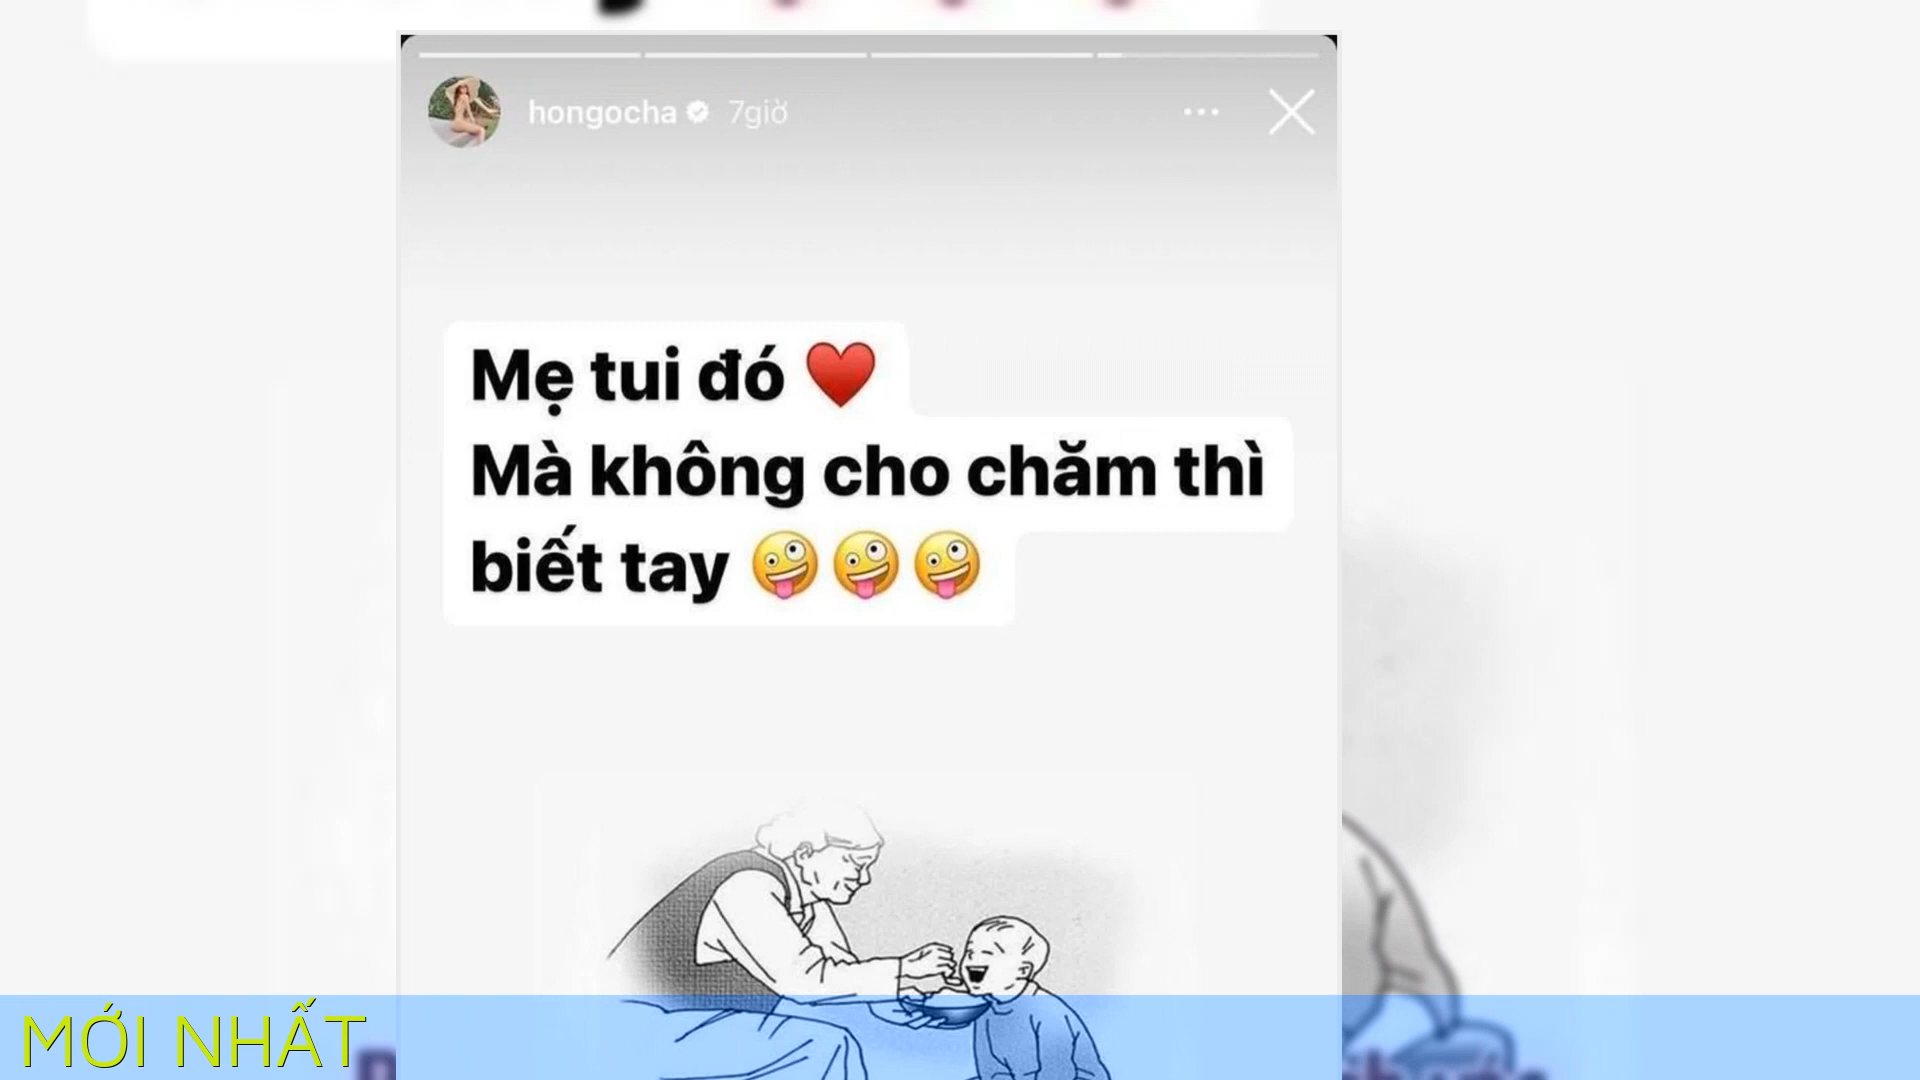 hongocha 7giờ
Mẹ tui đó ♥️
Mà không cho chăm thì
biết tay 🤪🤪🤪
MỚI NHẤT